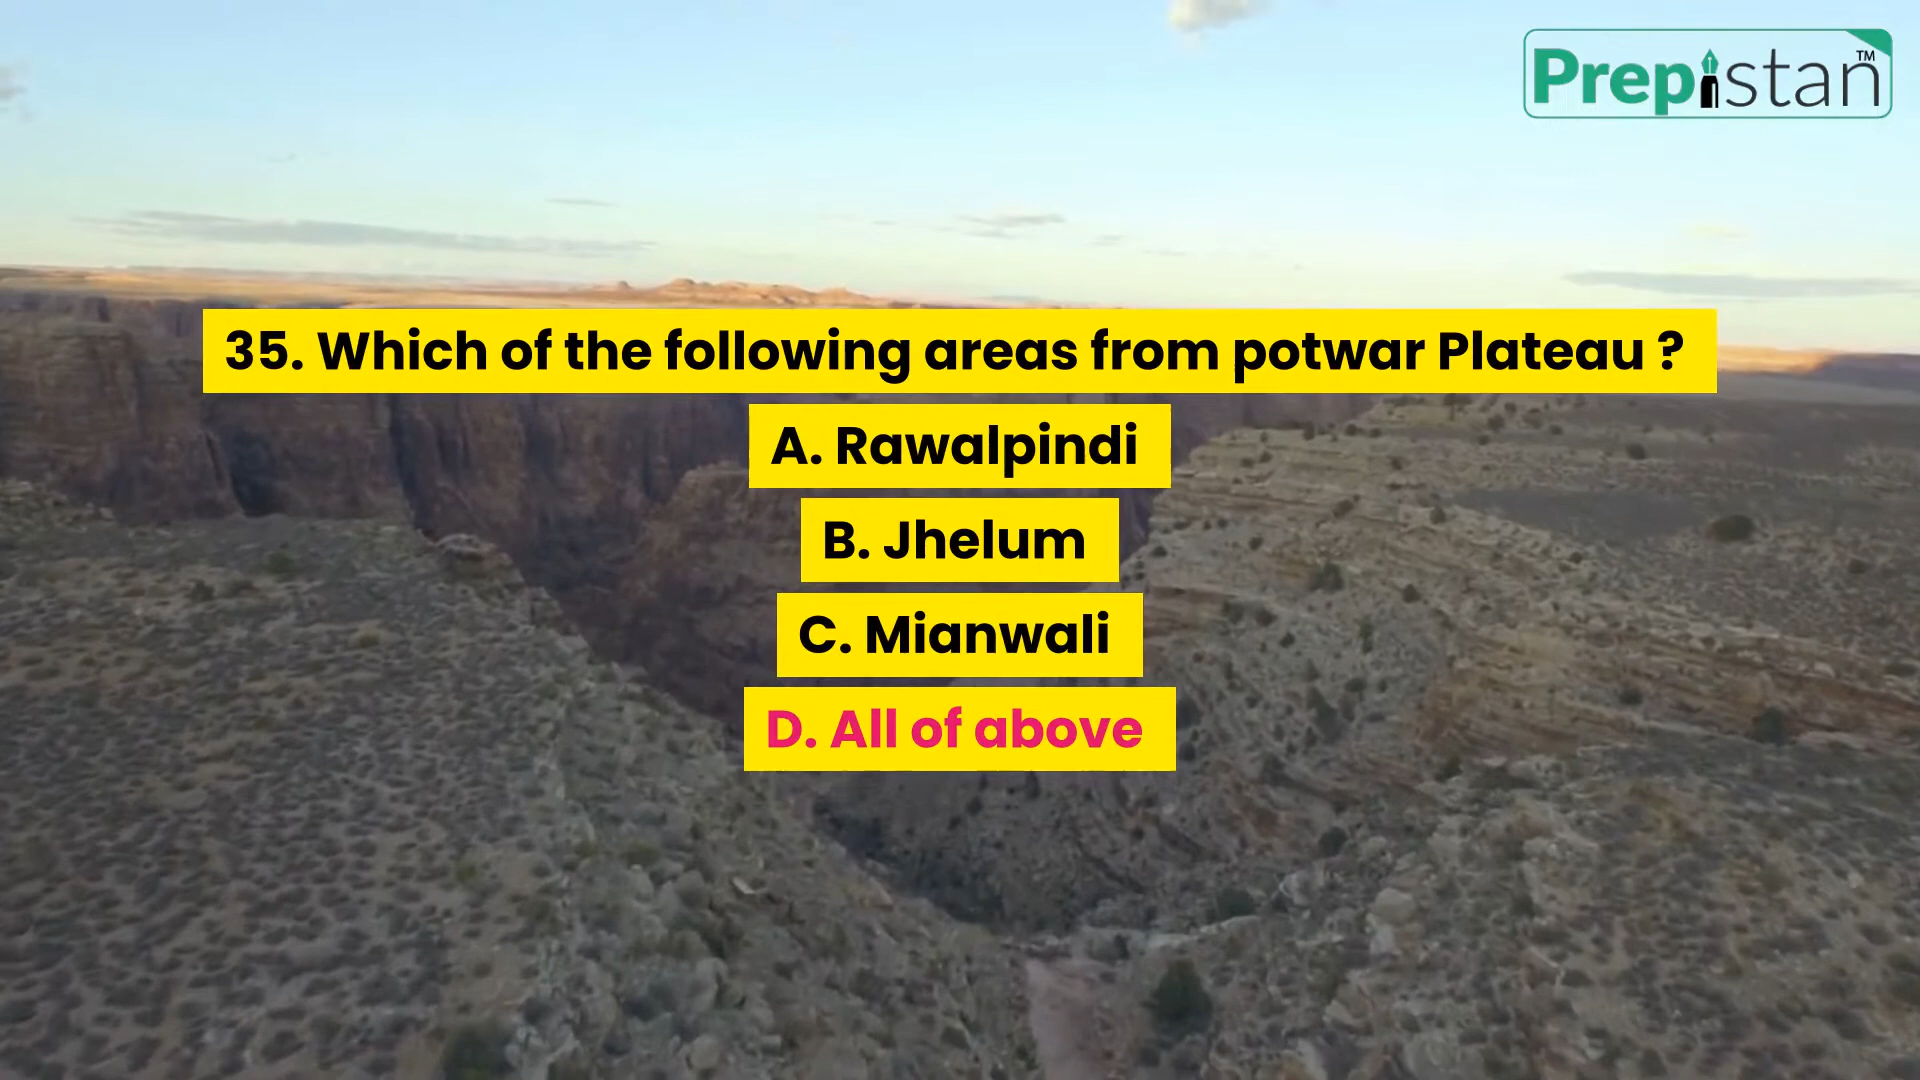 Prepistan™
35. Which of the following areas from potwar Plateau ?
A. Rawalpindi
B. Jhelum
C. Mianwali
D. All of above